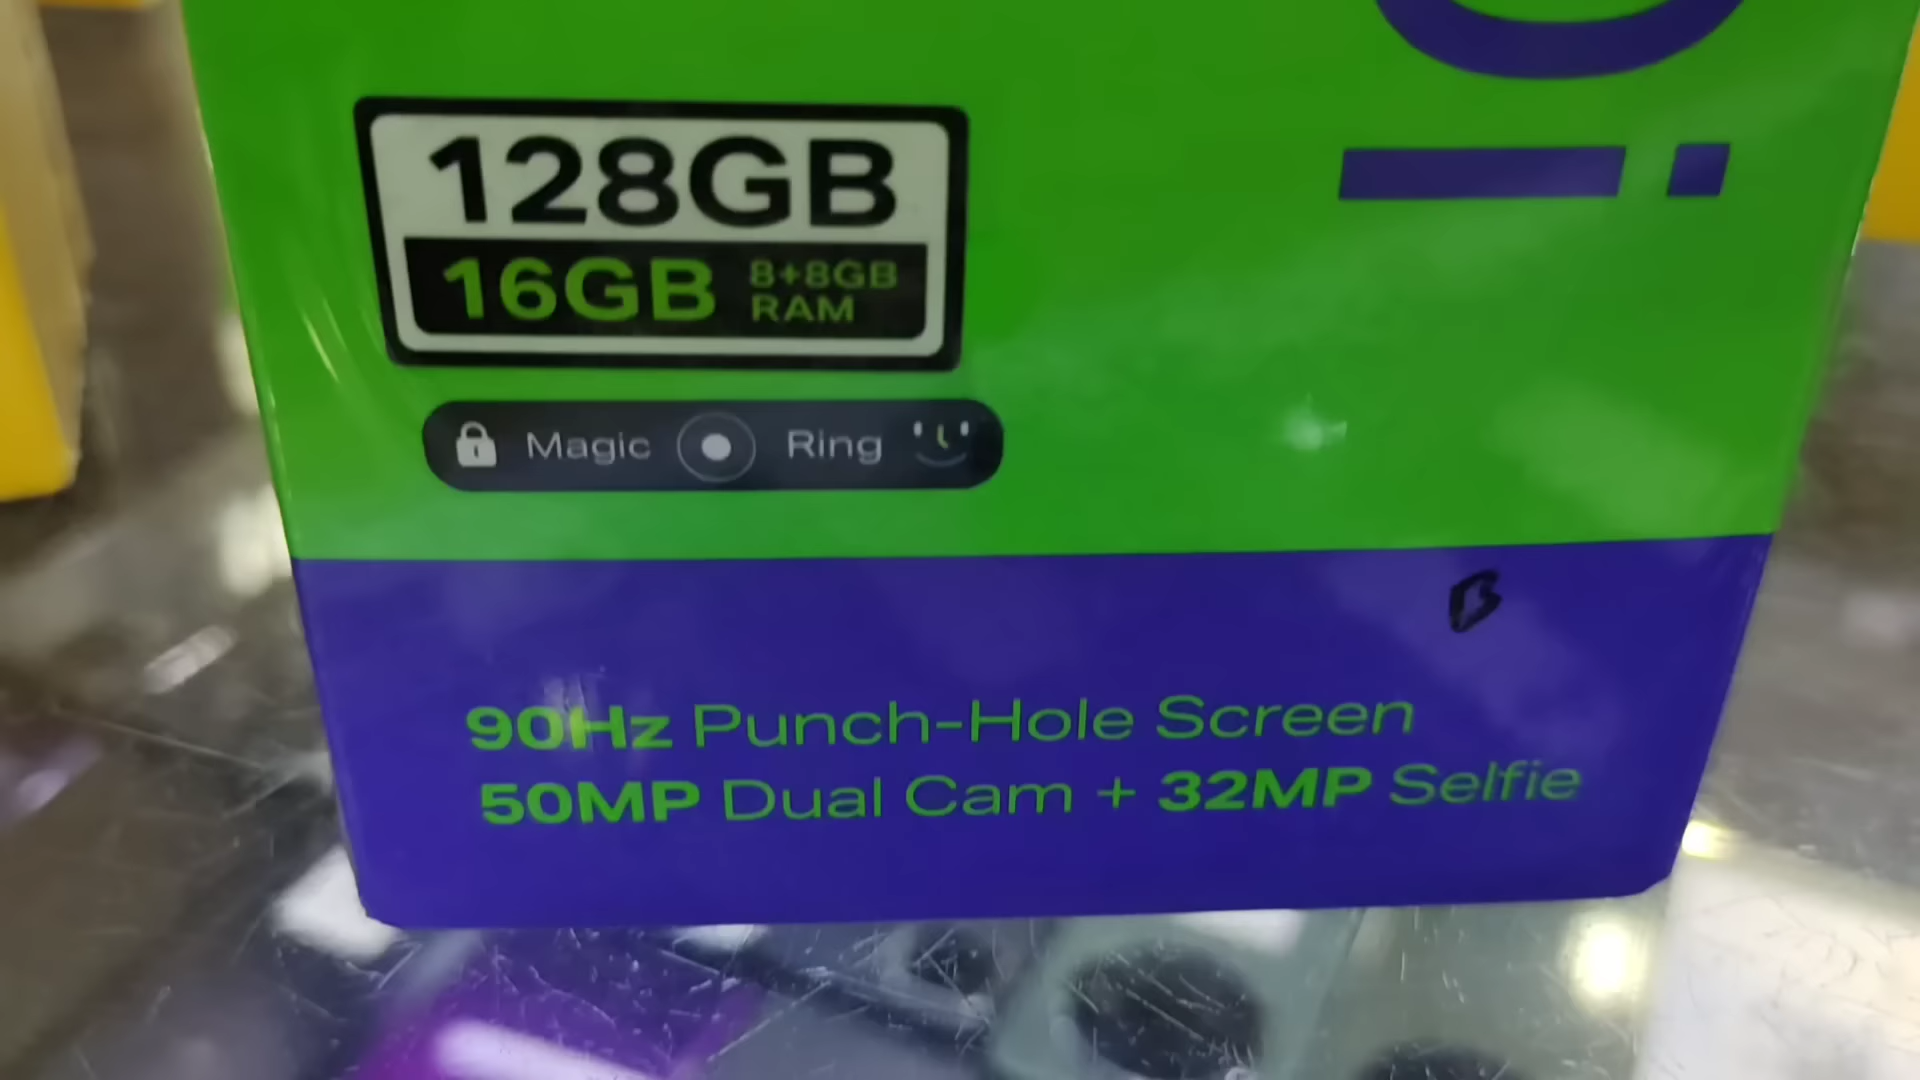 128GB
16GB 8+8GB
RAM
Magic Ring
B
90Hz Punch-Hole Screen
50MP Dual Cam + 32MP Selfie